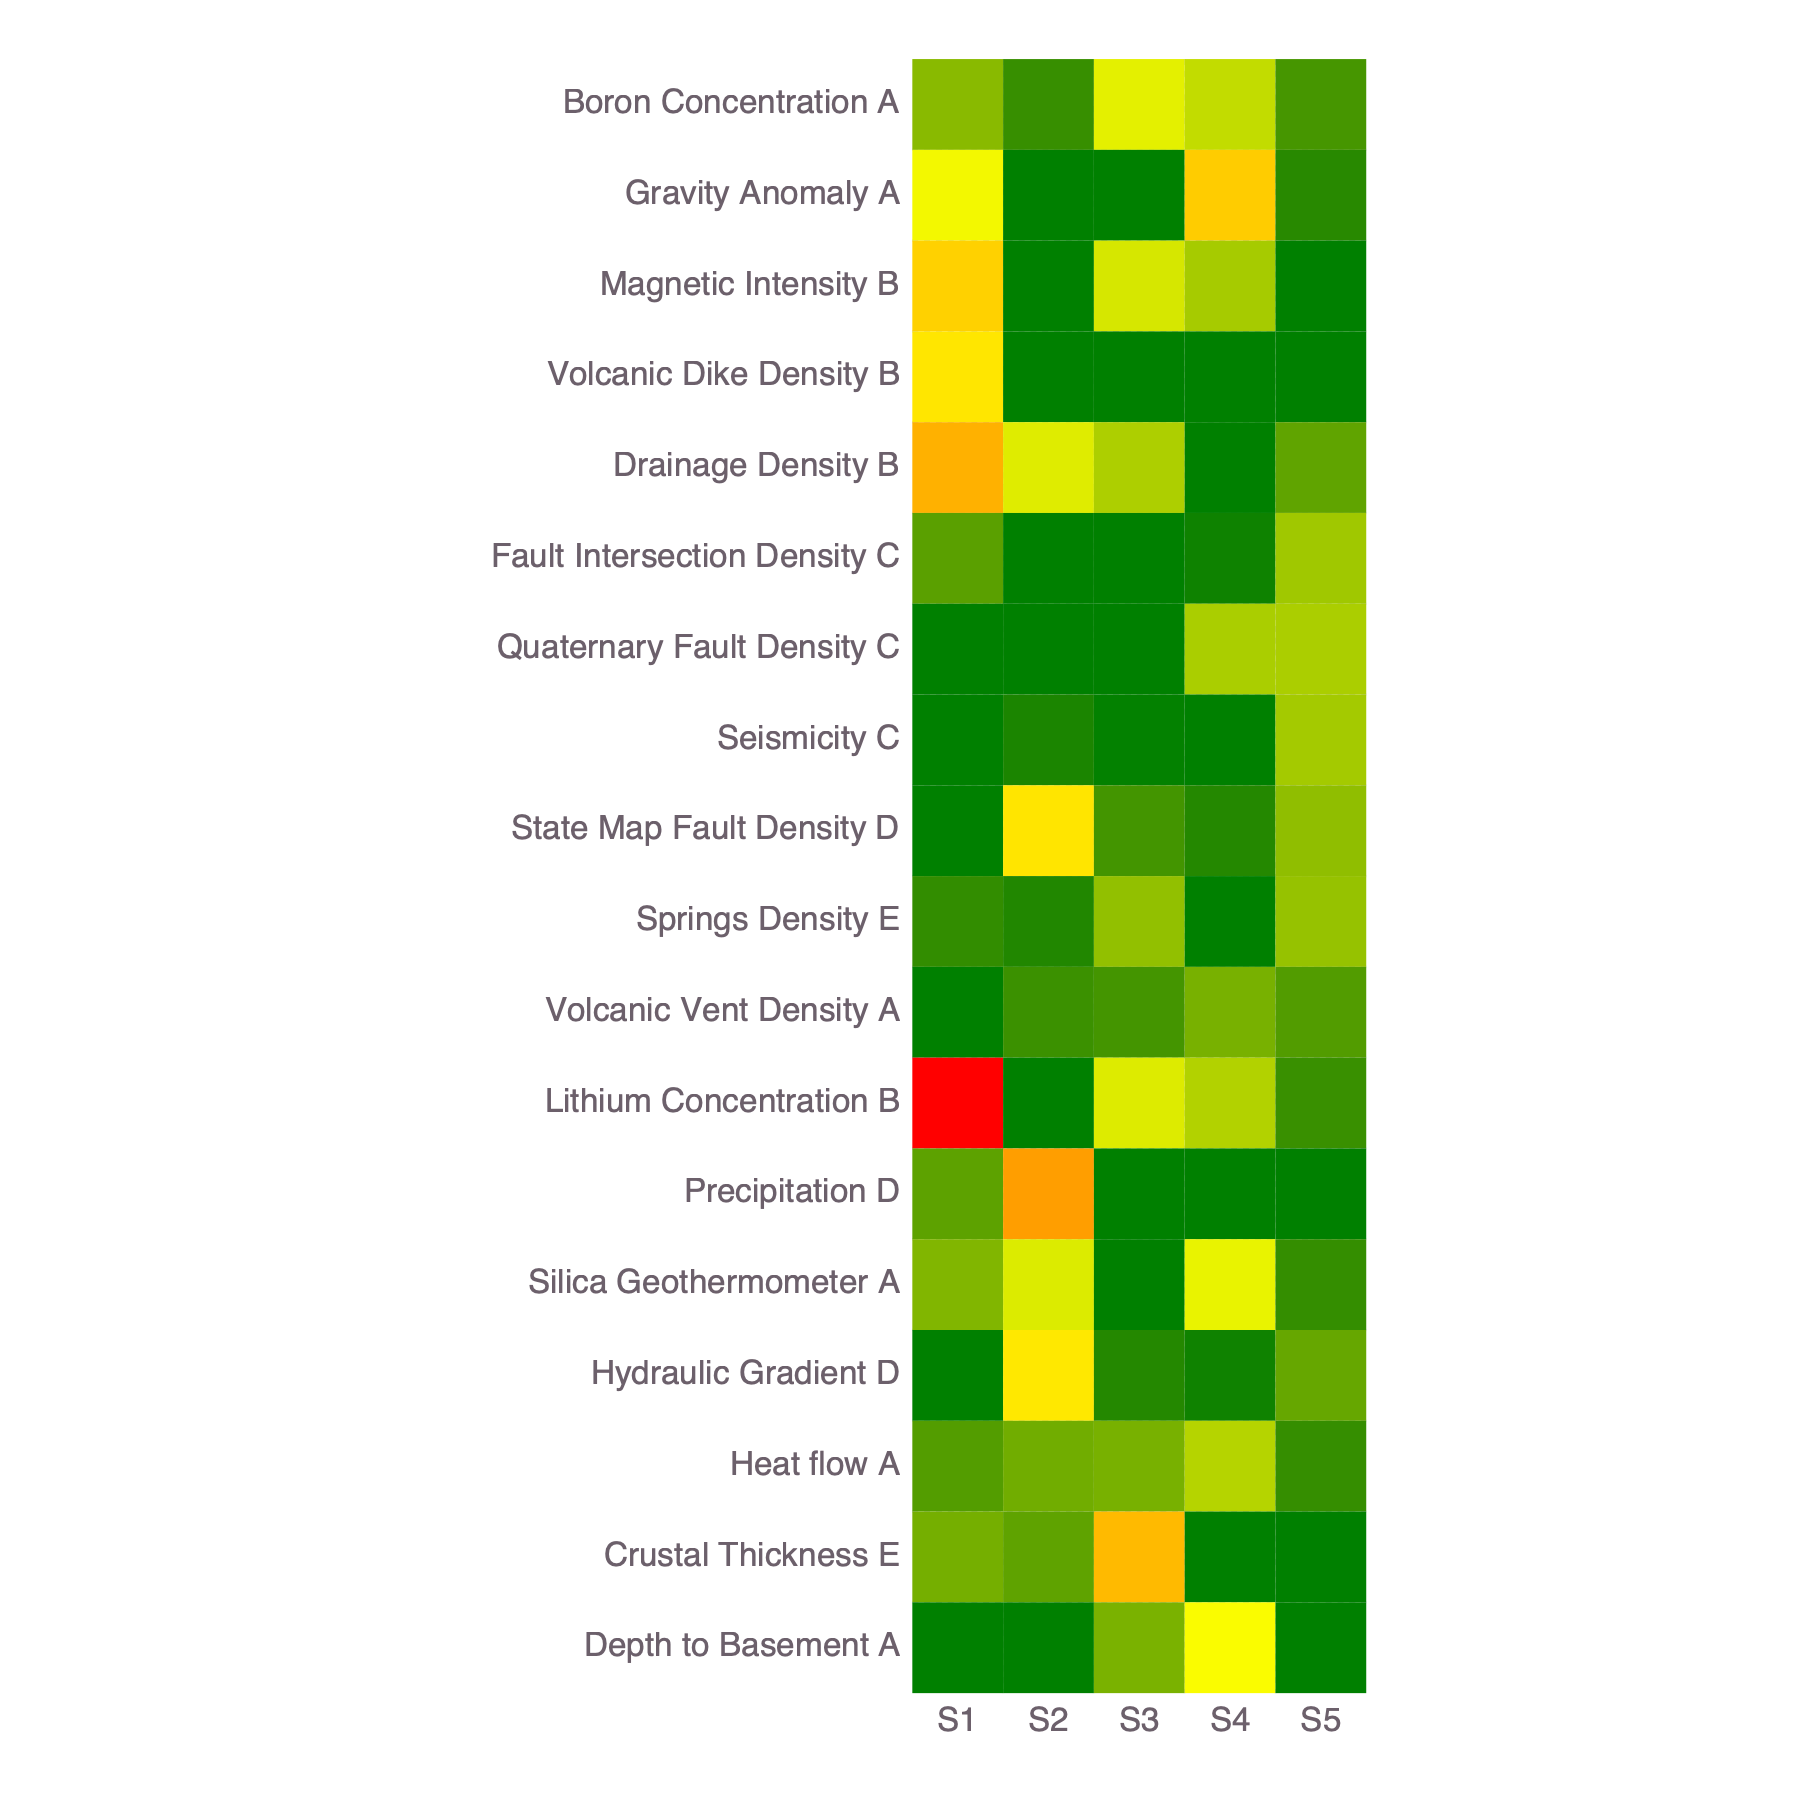 Boron Concentration A
Gravity Anomaly A
Magnetic Intensity B
Volcanic Dike Density B
Drainage Density B
Fault Intersection Density C
Quaternary Fault Density C
Seismicity C
State Map Fault Density D
Springs Density E
Volcanic Vent Density A
Lithium Concentration B
Precipitation D
Silica Geothermometer A
Hydraulic Gradient D
Heat flow A
Crustal Thickness E
Depth to Basement A
S1 S2 S3 S4 S5